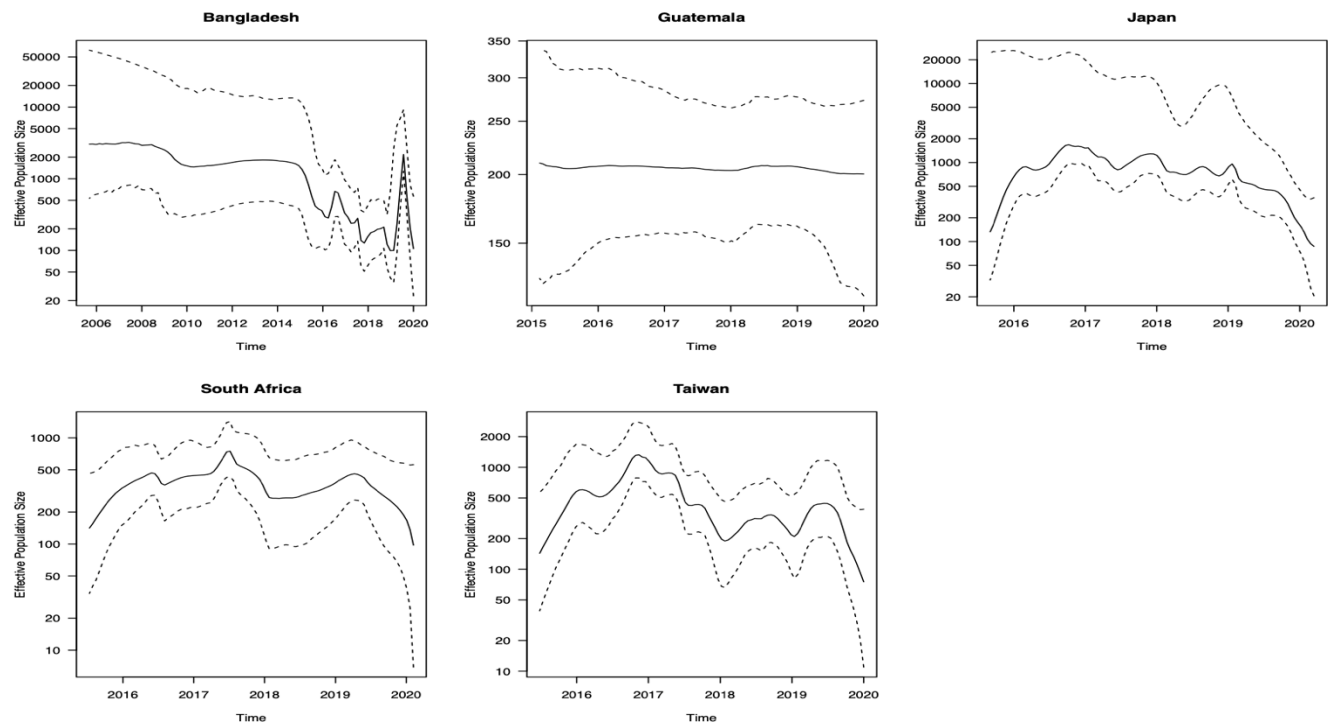 Bangladesh
Effective Population Size
50000
20000
10000
5000
2000
1000
500
200
100
50
20
2006 2008 2010 2012 2014 2016 2018 2020
Time
Guatemala
Effective Population Size
350
300
250
200
150
2015 2016 2017 2018 2019 2020
Time
Japan
Effective Population Size
20000
10000
5000
2000
1000
500
200
100
50
20
2016 2017 2018 2019 2020
Time
South Africa
Effective Population Size
1000
500
200
100
50
20
10
2016 2017 2018 2019 2020
Time
Taiwan
Effective Population Size
2000
1000
500
200
100
50
20
10
2016 2017 2018 2019 2020
Time